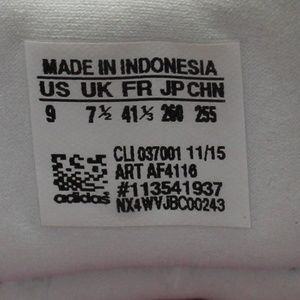 MADE IN INDONESIA
US UK FR JP CHN
9 7½ 41⅓ 260 255
CLI 037001 11/15
ART AF4116
#113541937
NX4WVJBC00243
adidas